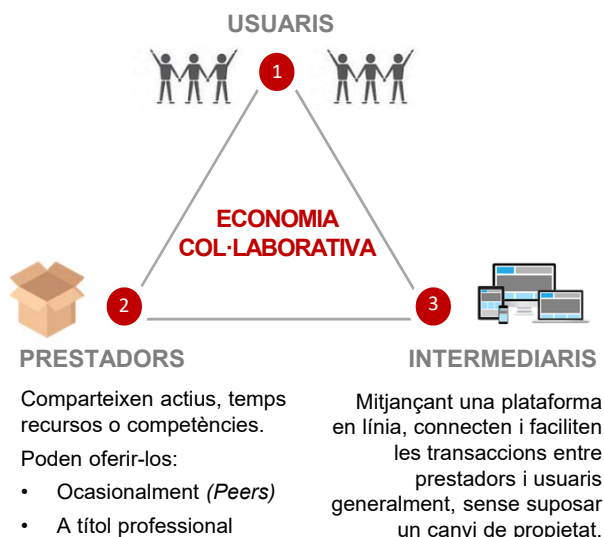 USUARIS
1
ECONOMIA
COL·LABORATIVA
2
3
PRESTADORS
Comparteixen actius, temps
recursos o competències.
Poden oferir-los:
• Ocasionalment (Peers)
• A títol professional
INTERMEDIARIS
Mitjançant una plataforma
en línia, connecten i faciliten
les transaccions entre
prestadors i usuaris
generalment, sense suposar
un canvi de propietat.